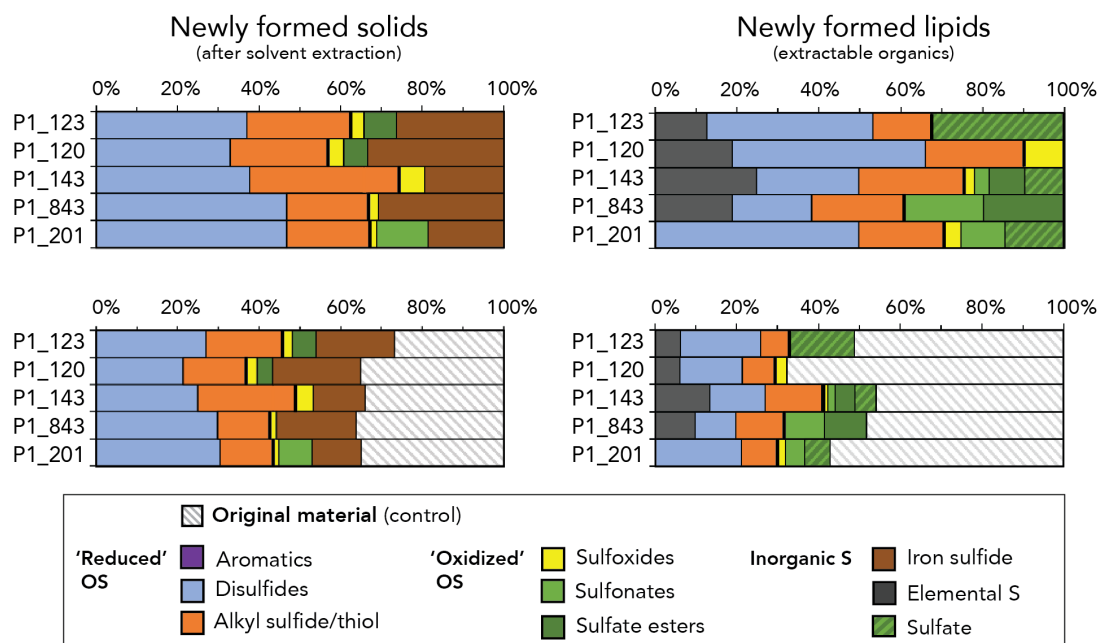 Newly formed solids
(after solvent extraction)
0% 20% 40% 60% 80% 100%
P1_123
P1_120
P1_143
P1_843
P1_201
Newly formed lipids
(extractable organics)
0% 20% 40% 60% 80% 100%
P1_123
P1_120
P1_143
P1_843
P1_201
0% 20% 40% 60% 80% 100%
P1_123
P1_120
P1_143
P1_843
P1_201
0% 20% 40% 60% 80% 100%
P1_123
P1_120
P1_143
P1_843
P1_201
Original material (control)
'Reduced' OS
Aromatics
Disulfides
Alkyl sulfide/thiol
'Oxidized' OS
Sulfoxides
Sulfonates
Sulfate esters
Inorganic S
Iron sulfide
Elemental S
Sulfate